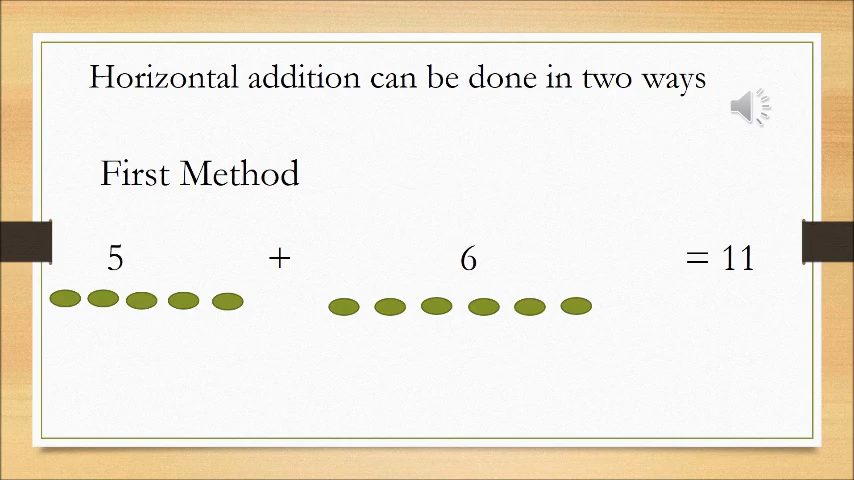 Horizontal addition can be done in two ways
First Method
5 + 6 = 11